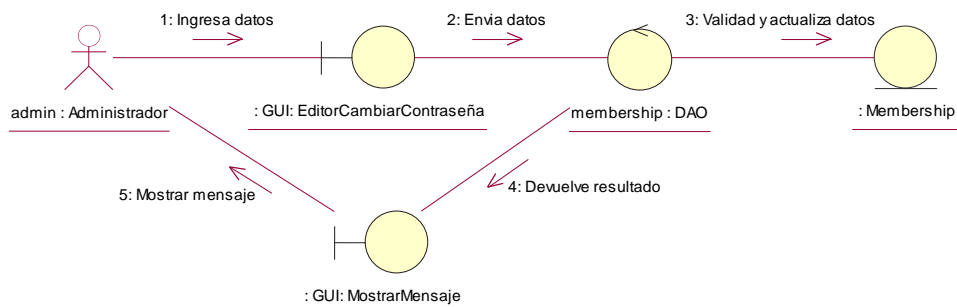 1: Ingresa datos
2: Envia datos
3: Validad y actualiza datos
admin : Administrador
: GUI: EditorCambiarContraseña
membership : DAO
: Membership
5: Mostrar mensaje
4: Devuelve resultado
: GUI: MostrarMensaje